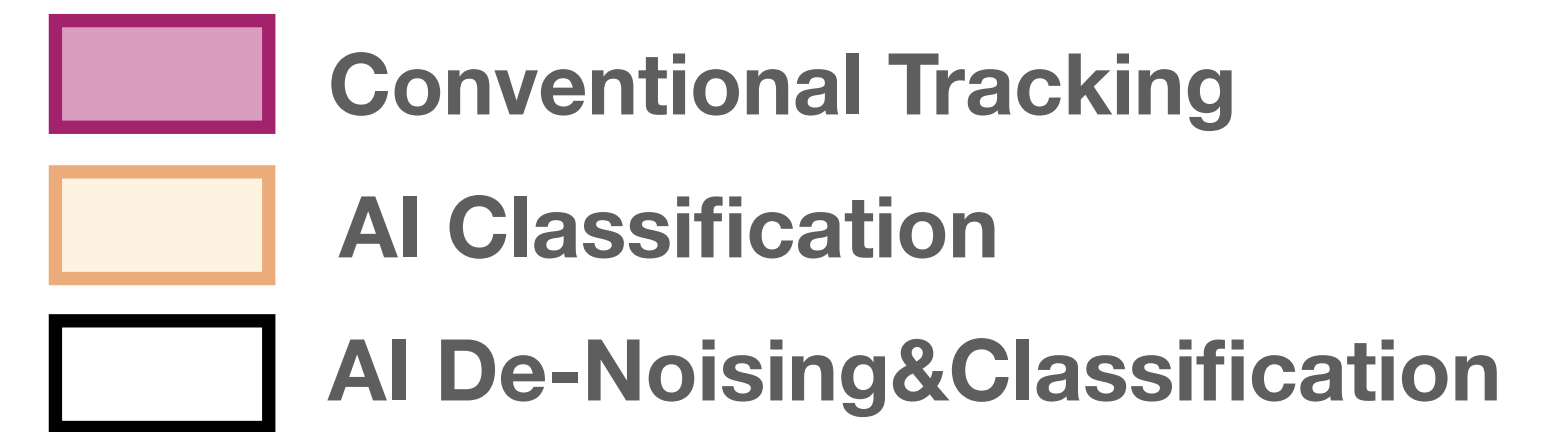 Conventional Tracking
AI Classification
AI De-Noising&Classification